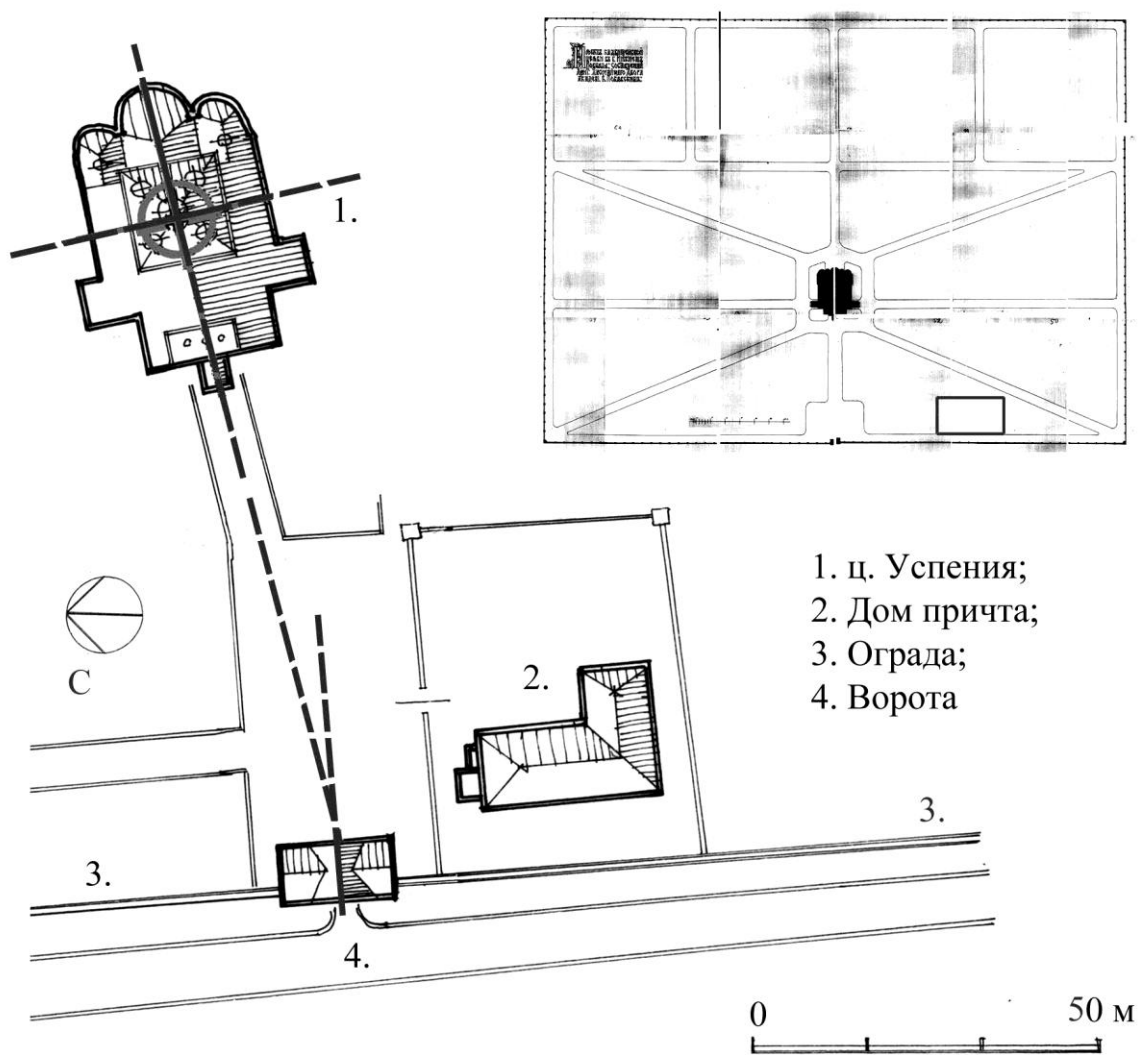 1.
1. ц. Успения;
2. Дом причта;
3. Ограда;
4. Ворота
С
2.
3.
3.
4.
0 50 м